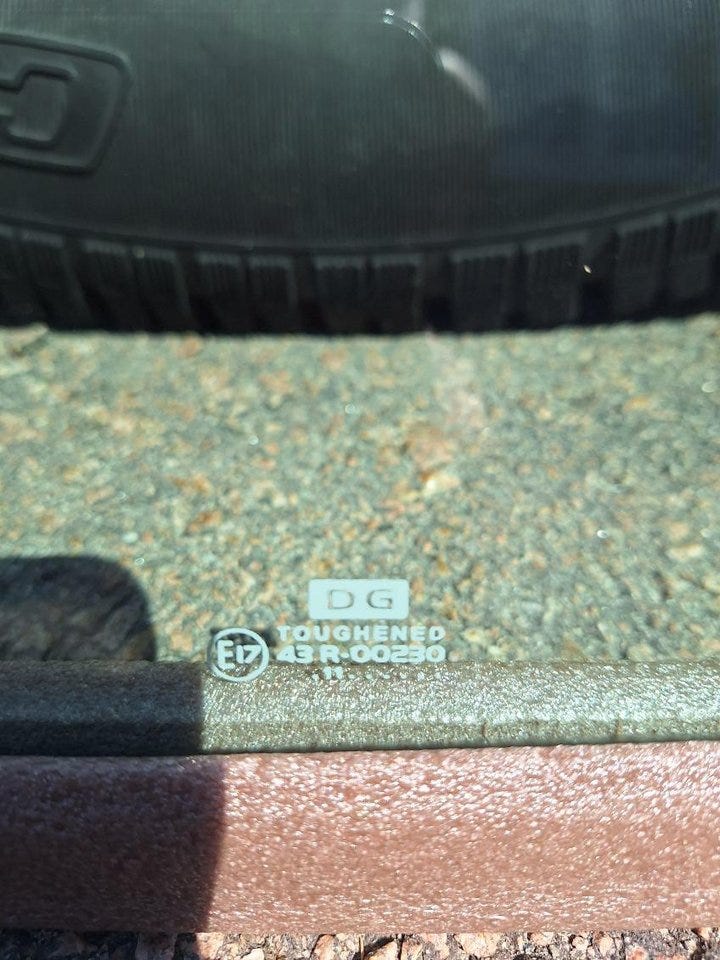 DG
TOUGHENED
E17 43 R-00230
11